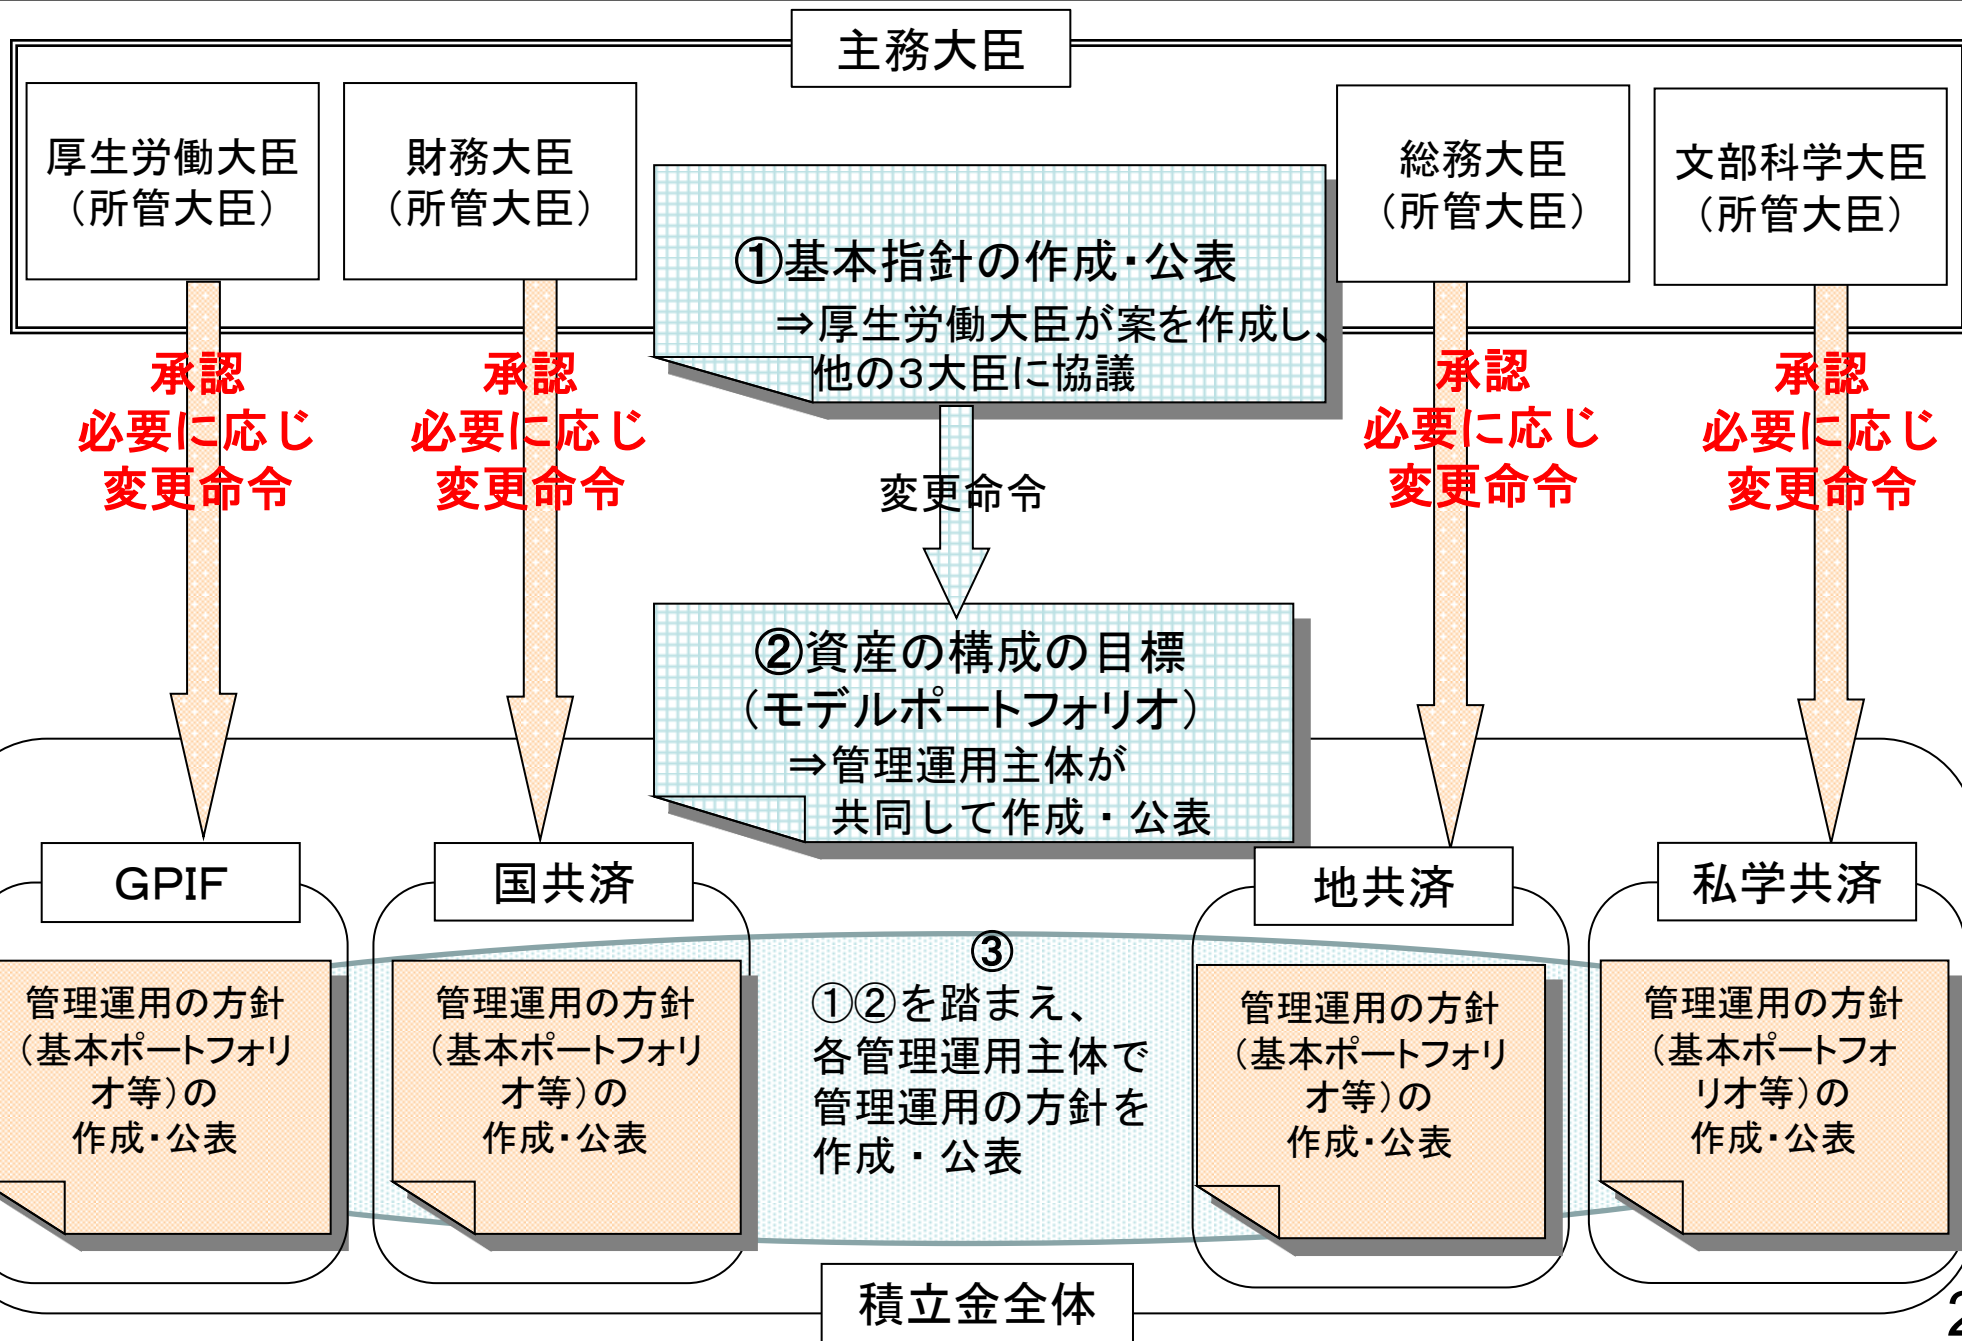 主務大臣
厚生労働大臣
（所管大臣）
財務大臣
（所管大臣）
総務大臣
（所管大臣）
文部科学大臣
（所管大臣）
①基本指針の作成・公表
⇒厚生労働大臣が案を作成し、
他の３大臣に協議
承認
必要に応じ
変更命令
承認
必要に応じ
変更命令
変更命令
承認
必要に応じ
変更命令
承認
必要に応じ
変更命令
②資産の構成の目標
（モデルポートフォリオ）
⇒管理運用主体が
共同して作成・公表
GPIF
国共済
地共済
私学共済
管理運用の方針
（基本ポートフォリ
オ等）の
作成・公表
管理運用の方針
（基本ポートフォリ
オ等）の
作成・公表
③
①②を踏まえ、
各管理運用主体で
管理運用の方針を
作成・公表
管理運用の方針
（基本ポートフォリ
オ等）の
作成・公表
管理運用の方針
（基本ポートフォ
リオ等）の
作成・公表
積立金全体